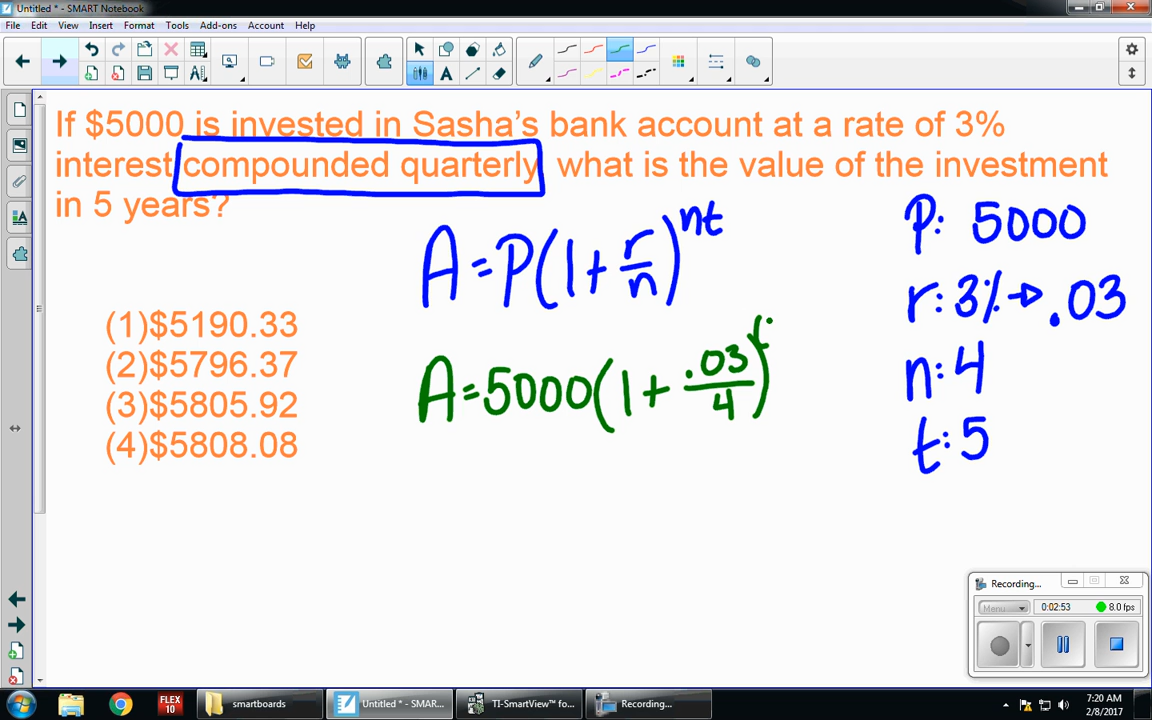 Untitled * - SMART Notebook
File Edit View Insert Format Tools Add-ons Account Help
If $5000 is invested in Sasha's bank account at a rate of 3%
interest compounded quarterly what is the value of the investment
in 5 years?
A=P(1+r/n)^nt
P: 5000
r: 3% → .03
n: 4
t: 5
(1)$5190.33
(2)$5796.37
(3)$5805.92
(4)$5808.08
A=5000(1+.03/4)
Recording...
Menu
0:02:53
8.0 fps
FLEX
10
smartboards
Untitled * - SMAR...
TI-SmartView™ fo...
Recording...
7:20 AM
2/8/2017